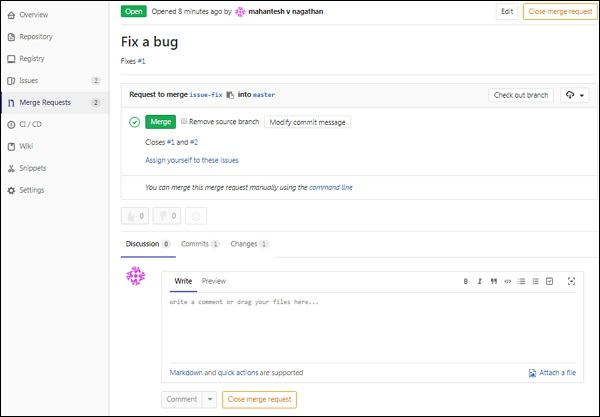 Overview
Repository
Registry
Issues 2
Merge Requests 2
CI / CD
Wiki
Snippets
Settings
Open Opened 8 minutes ago by mahantesh v nagathan Edit Close merge request
Fix a bug
Fixes #1
Request to merge issue-fix into master Check out branch
Merge Remove source branch Modify commit message
Closes #1 and #2
Assign yourself to these issues
You can merge this merge request manually using the command line
0 0
Discussion 0 Commits 1 Changes 1
Write Preview B I
Write a comment or drag your files here...
Markdown and quick actions are supported Attach a file
Comment Close merge request